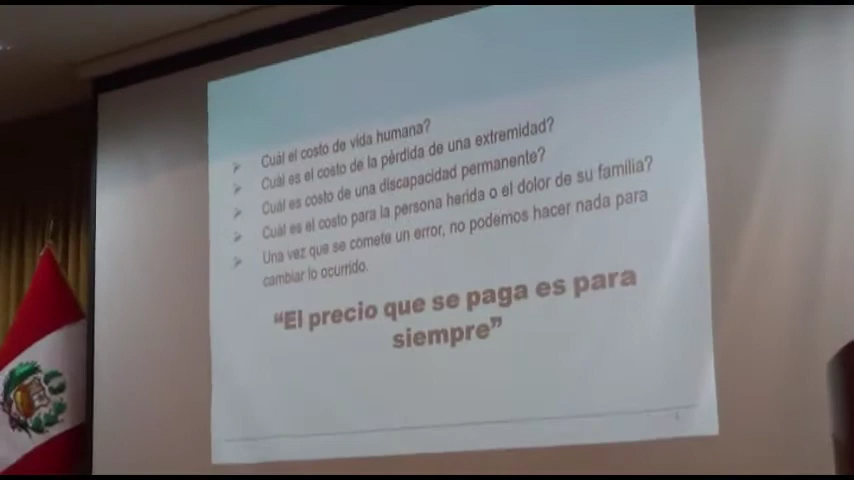 Cuál el costo de vida humana?
Cuál es el costo de la pérdida de una extremidad?
Cuál es costo de una discapacidad permanente?
Cuál es el costo para la persona herida o el dolor de su familia?
Una vez que se comete un error, no podemos hacer nada para
cambiar lo ocurrido.
“El precio que se paga es para
siempre”